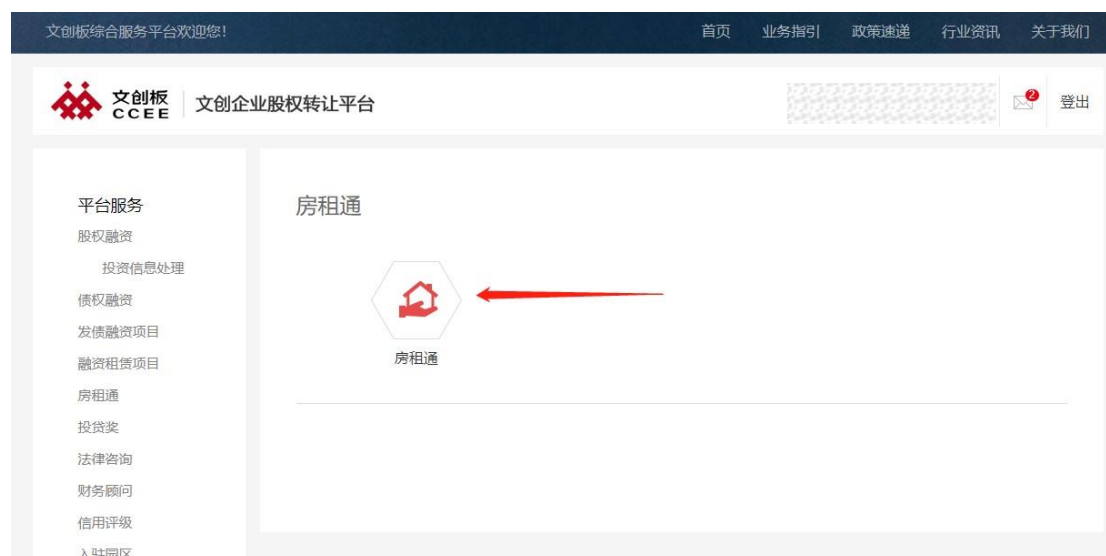 文创板综合服务平台欢迎您! 首页 业务指引 政策速递 行业资讯 关于我们
文创板 CCEE 文创企业股权转让平台 2 登出
平台服务
股权融资
投资信息处理
债权融资
发债融资项目
融资租赁项目
房租通
投贷奖
法律咨询
财务顾问
信用评级
入驻园区
房租通
房租通